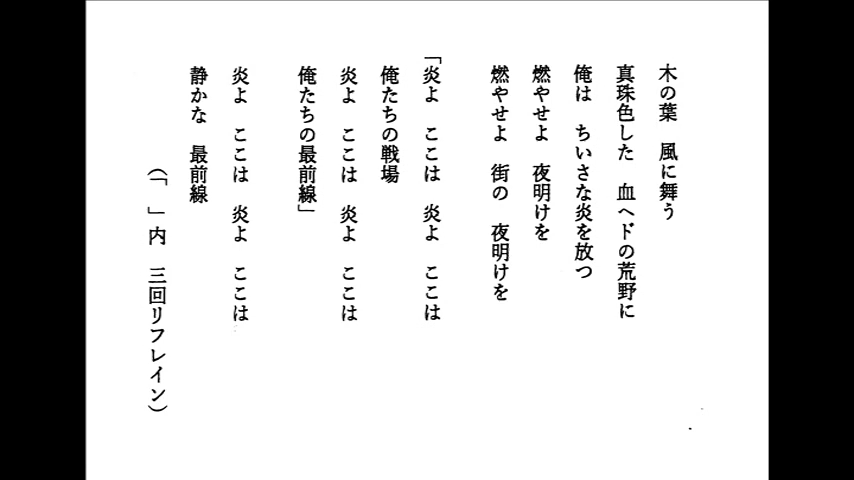 木の葉　風に舞う
真珠色した　血ヘドの荒野に
俺は　ちいさな炎を放つ
燃やせよ　夜明けを
燃やせよ　街の　夜明けを
「炎よ　ここは　炎よ　ここは
俺たちの戦場
炎よ　ここは　炎よ　ここは
俺たちの最前線」
炎よ　ここは　炎よ　ここは
静かな　最前線
（「　」内　三回リフレイン）